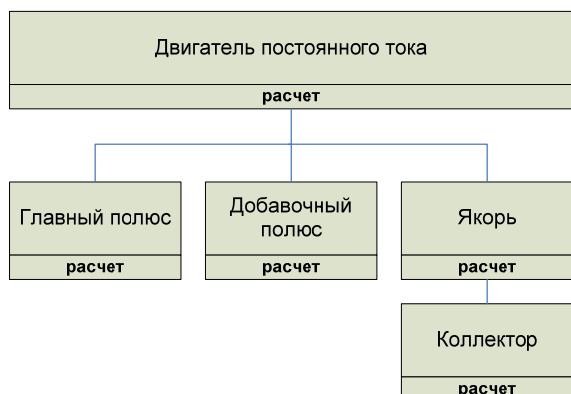 Двигатель постоянного тока
расчет
Главный полюс
расчет
Добавочный
полюс
расчет
Якорь
расчет
Коллектор
расчет